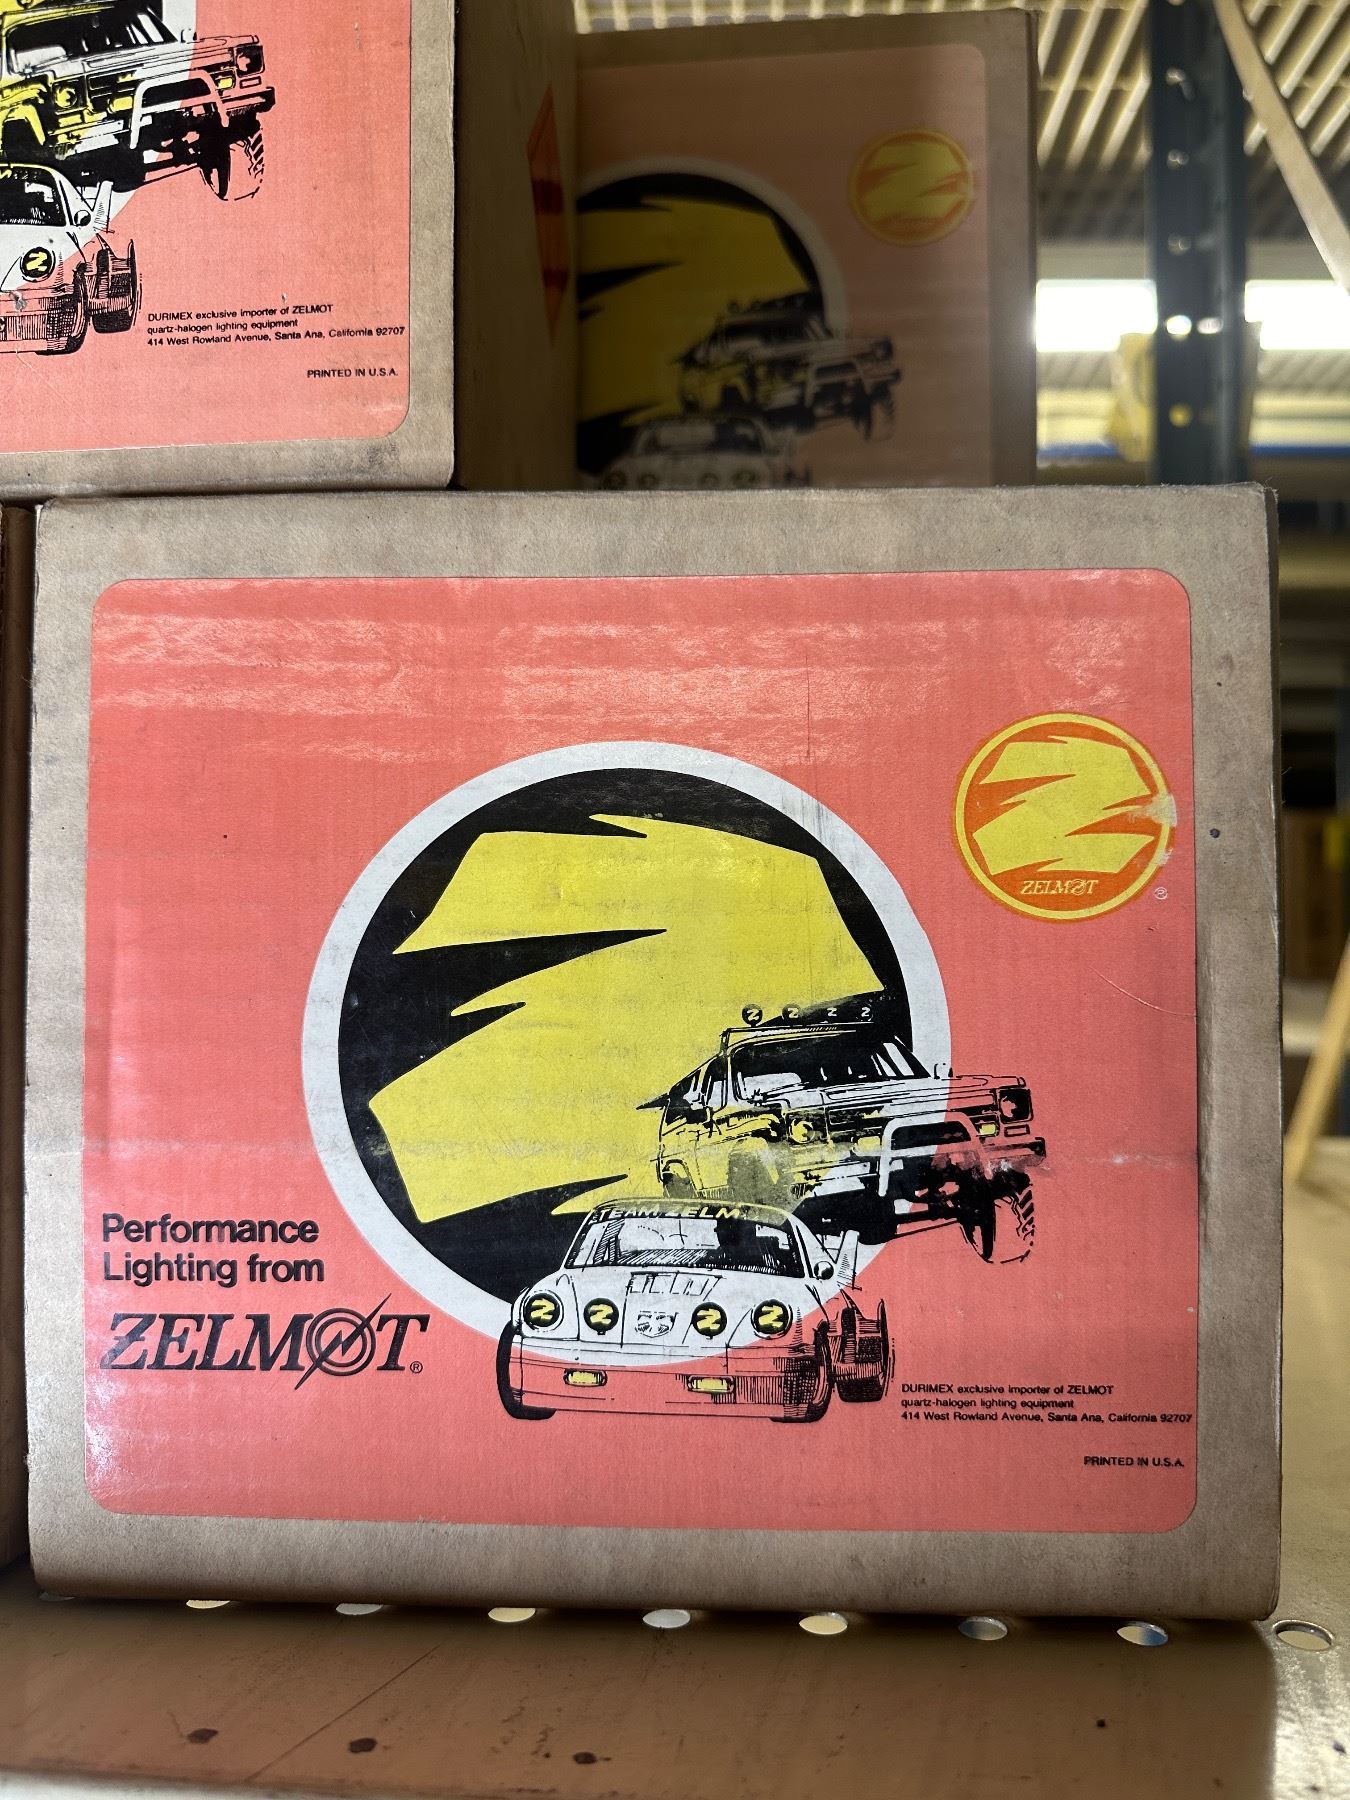 Z
DURIMEX exclusive importer of ZELMOT
quartz-halogen lighting equipment
414 West Rowland Avenue, Santa Ana, California 92707
PRINTED IN U.S.A.
Z
ZELMOT
®
Z Z Z Z
TEAM ZELM
Z Z Z Z
Performance
Lighting from
ZELMOT®
DURIMEX exclusive importer of ZELMOT
quartz-halogen lighting equipment
414 West Rowland Avenue, Santa Ana, California 92707
PRINTED IN U.S.A.